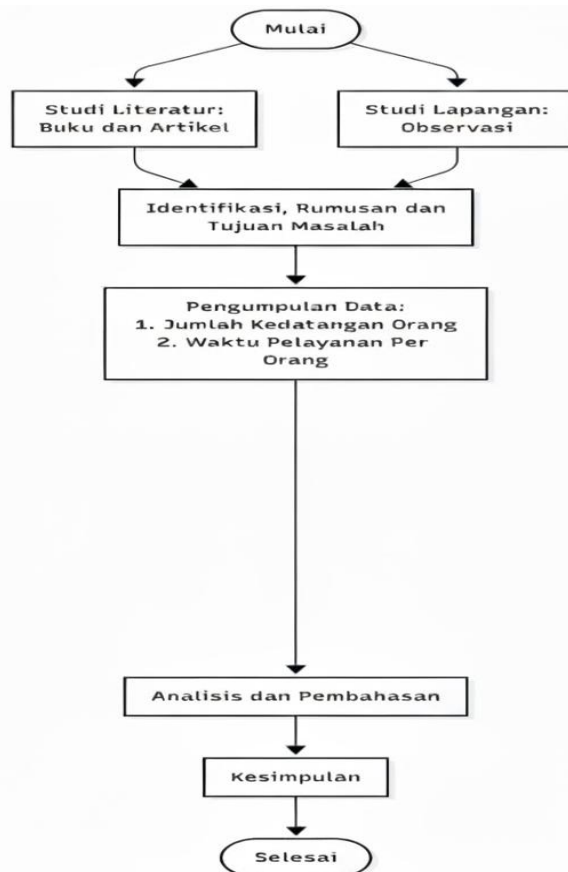 Mulai
Studi Literatur:
Buku dan Artikel
Studi Lapangan:
Observasi
Identifikasi, Rumusan dan
Tujuan Masalah
Pengumpulan Data:
1. Jumlah Kedatangan Orang
2. Waktu Pelayanan Per
Orang
Analisis dan Pembahasan
Kesimpulan
Selesai